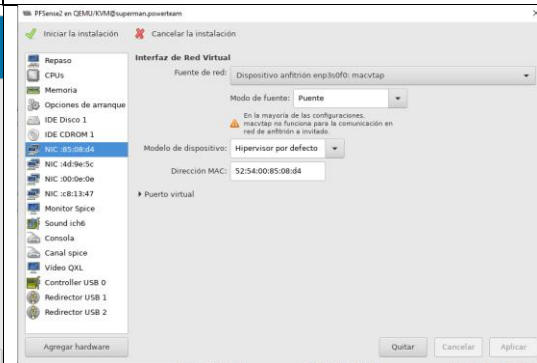 PFSense2 en QEMU/KVM@superman.powerteam
Iniciar la instalación
Cancelar la instalación
Repaso
CPUs
Memoria
Opciones de arranque
IDE Disco 1
IDE CDROM 1
NIC :85:08:d4
NIC :4d:9e:5c
NIC :00:0e:0e
NIC :c8:13:47
Monitor Spice
Sound ich6
Consola
Canal spice
Vídeo QXL
Controller USB 0
Redirector USB 1
Redirector USB 2
Agregar hardware
Interfaz de Red Virtual
Fuente de red: Dispositivo anfitrión enp3s0f0: macvtap
Modo de fuente: Puente
En la mayoría de las configuraciones,
macvtap no funciona para la comunicación en
red de anfitrión a invitado.
Modelo de dispositivo: Hipervisor por defecto
Dirección MAC: 52:54:00:85:08:d4
Puerto virtual
Quitar Cancelar Aplicar